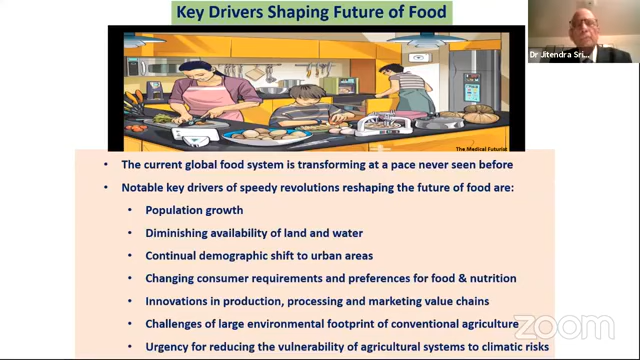 Key Drivers Shaping Future of Food
Dr Jitendra Sri...
The Medical Futurist
• The current global food system is transforming at a pace never seen before
• Notable key drivers of speedy revolutions reshaping the future of food are:
• Population growth
• Diminishing availability of land and water
• Continual demographic shift to urban areas
• Changing consumer requirements and preferences for food & nutrition
• Innovations in production, processing and marketing value chains
• Challenges of large environmental footprint of conventional agriculture
• Urgency for reducing the vulnerability of agricultural systems to climatic risks
zoom